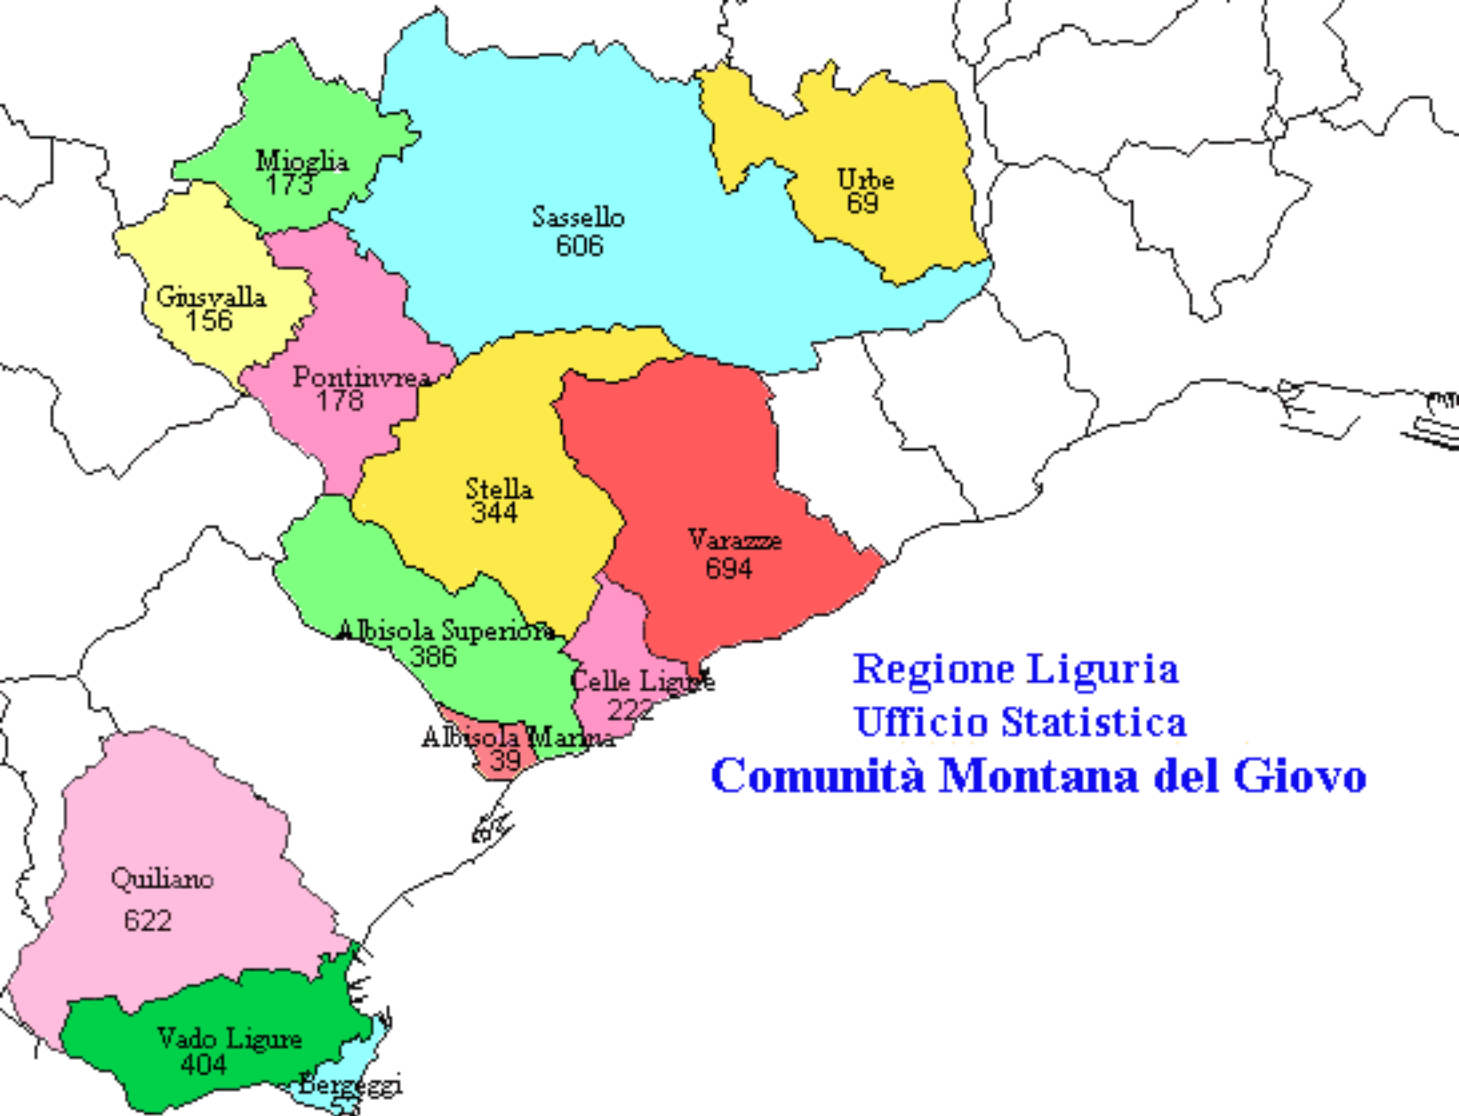 Mioglia
173
Urbe
69
Sassello
606
Giusvalla
156
Pontinvrea
178
Stella
344
Varazze
694
Albisola Superiore
386
Celle Ligure
222
Albisola Marina
39
Regione Liguria
Ufficio Statistica
Comunità Montana del Giovo
Quiliano
622
Vado Ligure
404
Bergeggi